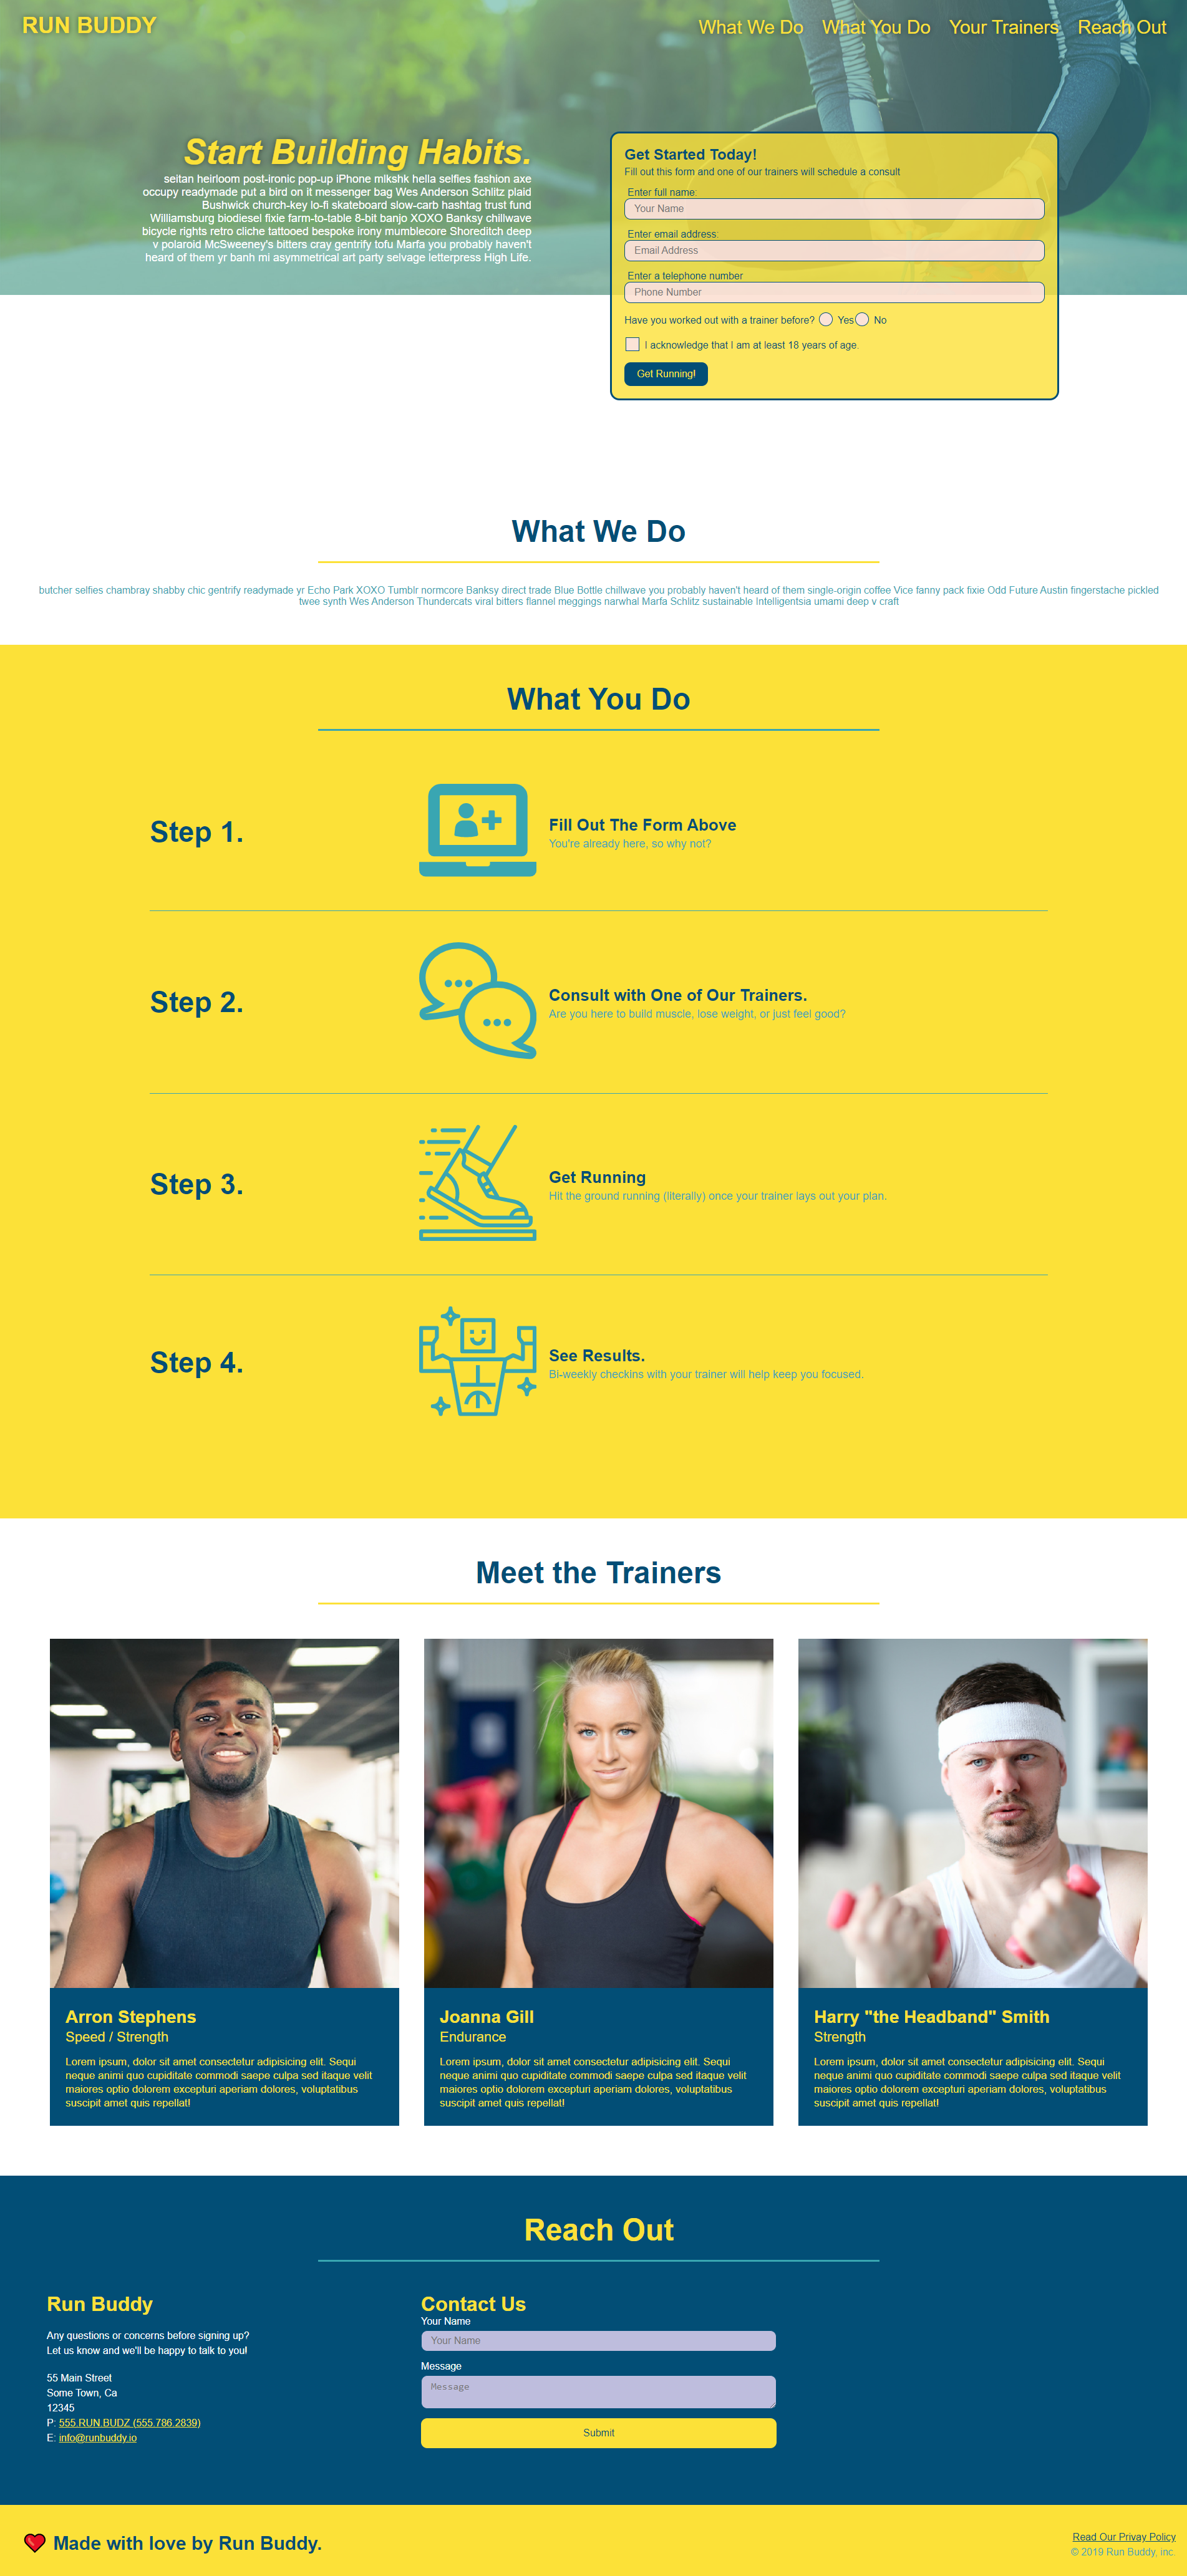 RUN BUDDY
What We Do What You Do Your Trainers Reach Out
Start Building Habits.
seitan heirloom post-ironic pop-up iPhone mlkshk hella selfies fashion axe
occupy readymade put a bird on it messenger bag Wes Anderson Schlitz plaid
Bushwick church-key lo-fi skateboard slow-carb hashtag trust fund
Williamsburg biodiesel fixie farm-to-table 8-bit banjo XOXO Banksy chillwave
bicycle rights retro cliche tattooed bespoke irony mumblecore Shoreditch deep
v polaroid McSweeney's bitters cray gentrify tofu Marfa you probably haven't
heard of them yr banh mi asymmetrical art party selvage letterpress High Life.
Get Started Today!
Fill out this form and one of our trainers will schedule a consult
Enter full name:
Your Name
Enter email address:
Email Address
Enter a telephone number
Phone Number
Have you worked out with a trainer before? Yes No
I acknowledge that I am at least 18 years of age.
Get Running!
What We Do
butcher selfies chambray shabby chic gentrify readymade yr Echo Park XOXO Tumblr normcore Banksy direct trade Blue Bottle chillwave you probably haven't heard of them single-origin coffee Vice fanny pack fixie Odd Future Austin fingerstache pickled
twee synth Wes Anderson Thundercats viral bitters flannel meggings narwhal Marfa Schlitz sustainable Intelligentsia umami deep v craft
What You Do
Step 1.
Fill Out The Form Above
You're already here, so why not?
Step 2.
Consult with One of Our Trainers.
Are you here to build muscle, lose weight, or just feel good?
Step 3.
Get Running
Hit the ground running (literally) once your trainer lays out your plan.
Step 4.
See Results.
Bi-weekly checkins with your trainer will help keep you focused.
Meet the Trainers
Arron Stephens
Speed / Strength
Lorem ipsum, dolor sit amet consectetur adipisicing elit. Sequi
neque animi quo cupiditate commodi saepe culpa sed itaque velit
maiores optio dolorem excepturi aperiam dolores, voluptatibus
suscipit amet quis repellat!
Joanna Gill
Endurance
Lorem ipsum, dolor sit amet consectetur adipisicing elit. Sequi
neque animi quo cupiditate commodi saepe culpa sed itaque velit
maiores optio dolorem excepturi aperiam dolores, voluptatibus
suscipit amet quis repellat!
Harry "the Headband" Smith
Strength
Lorem ipsum, dolor sit amet consectetur adipisicing elit. Sequi
neque animi quo cupiditate commodi saepe culpa sed itaque velit
maiores optio dolorem excepturi aperiam dolores, voluptatibus
suscipit amet quis repellat!
Reach Out
Run Buddy
Any questions or concerns before signing up?
Let us know and we'll be happy to talk to you!
55 Main Street
Some Town, Ca
12345
P: 555.RUN.BUDZ (555.786.2839)
E: info@runbuddy.io
Contact Us
Your Name
Your Name
Message
Message
Submit
Made with love by Run Buddy.
Read Our Privay Policy
© 2019 Run Buddy, inc.